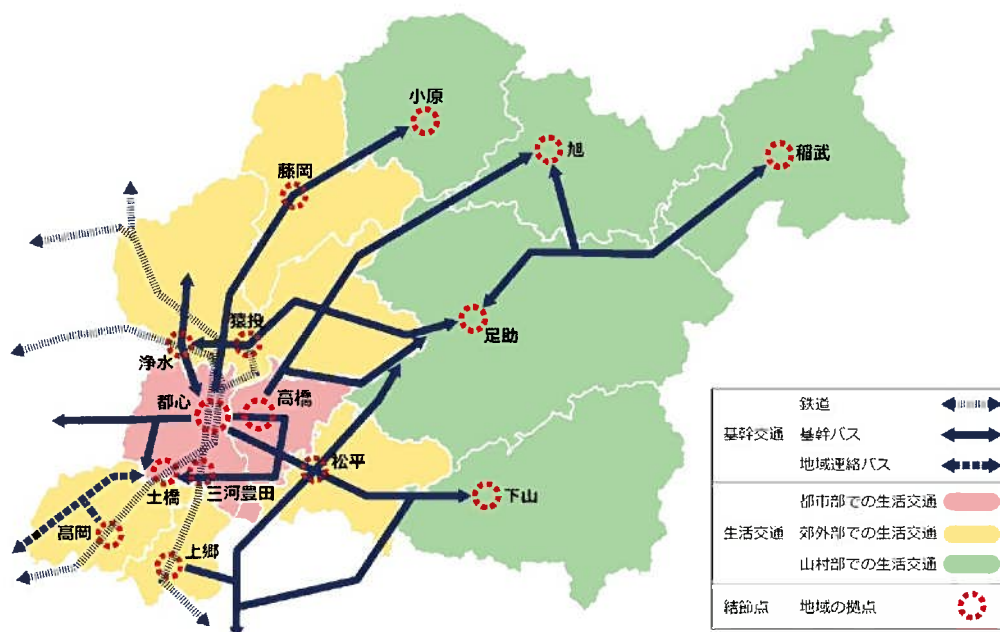 小原
旭
稲武
藤岡
猿投
足助
浄水
都心
高橋
松平
土橋
三河豊田
下山
高岡
上郷
鉄道
基幹交通
基幹バス
地域連絡バス
都市部での生活交通
生活交通
郊外部での生活交通
山村部での生活交通
結節点
地域の拠点